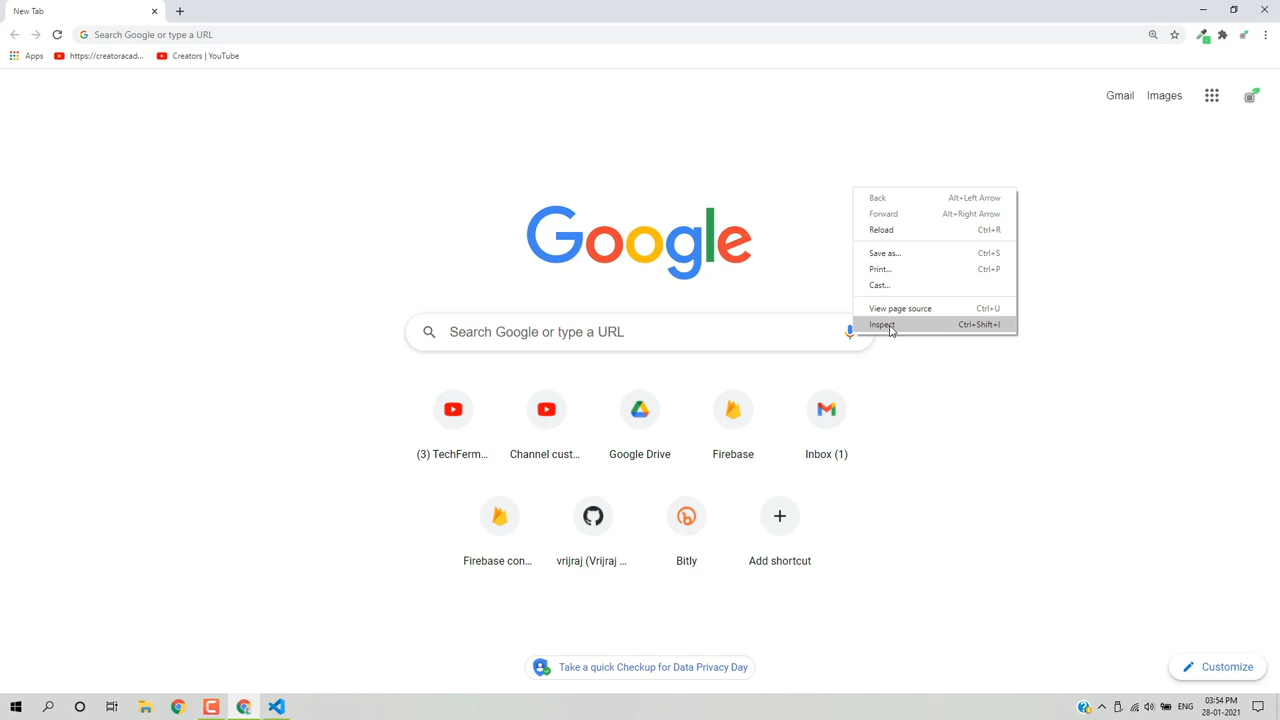 New Tab
Search Google or type a URL
Apps
https://creatoracad...
Creators | YouTube
Gmail
Images
Google
Back Alt+Left Arrow
Forward Alt+Right Arrow
Reload Ctrl+R
Save as... Ctrl+S
Print... Ctrl+P
Cast...
View page source Ctrl+U
Inspect Ctrl+Shift+I
Search Google or type a URL
(3) TechFerm...
Channel cust...
Google Drive
Firebase
Inbox (1)
Firebase con...
vrijraj (Vrijraj ...
Bitly
Add shortcut
Take a quick Checkup for Data Privacy Day
Customize
ENG
03:54 PM
28-01-2021